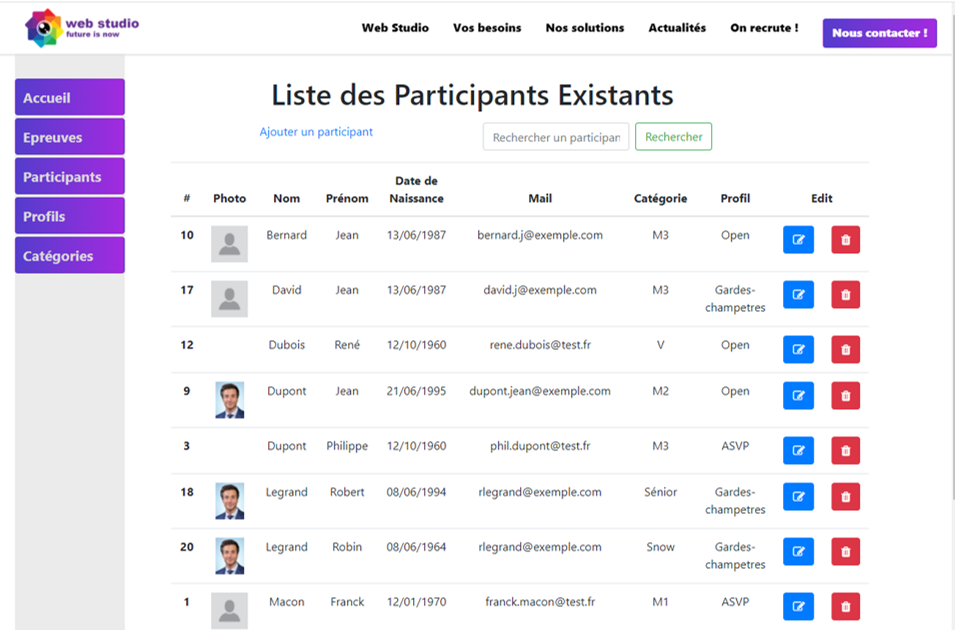 web studio
future is now
Web Studio Vos besoins Nos solutions Actualités On recrute ! Nous contacter !
Accueil
Epreuves
Participants
Profils
Catégories
Liste des Participants Existants
Ajouter un participant Rechercher un participan Rechercher
# Photo Nom Prénom Date de Naissance Mail Catégorie Profil Edit
10 Bernard Jean 13/06/1987 bernard.j@exemple.com M3 Open
17 David Jean 13/06/1987 david.j@exemple.com M3 Gardes-champetres
12 Dubois René 12/10/1960 rene.dubois@test.fr V Open
9 Dupont Jean 21/06/1995 dupont.jean@exemple.com M2 Open
3 Dupont Philippe 12/10/1960 phil.dupont@test.fr M3 ASVP
18 Legrand Robert 08/06/1994 rlegrand@exemple.com Sénior Gardes-champetres
20 Legrand Robin 08/06/1964 rlegrand@exemple.com Snow Gardes-champetres
1 Macon Franck 12/01/1970 franck.macon@test.fr M1 ASVP